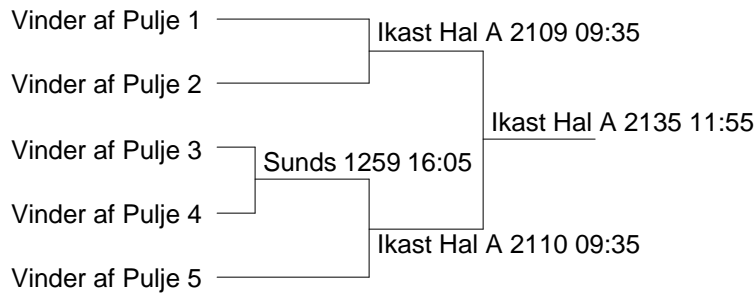 Vinder af Pulje 1
Ikast Hal A 2109 09:35
Vinder af Pulje 2
Ikast Hal A 2135 11:55
Vinder af Pulje 3
Sunds 1259 16:05
Vinder af Pulje 4
Ikast Hal A 2110 09:35
Vinder af Pulje 5